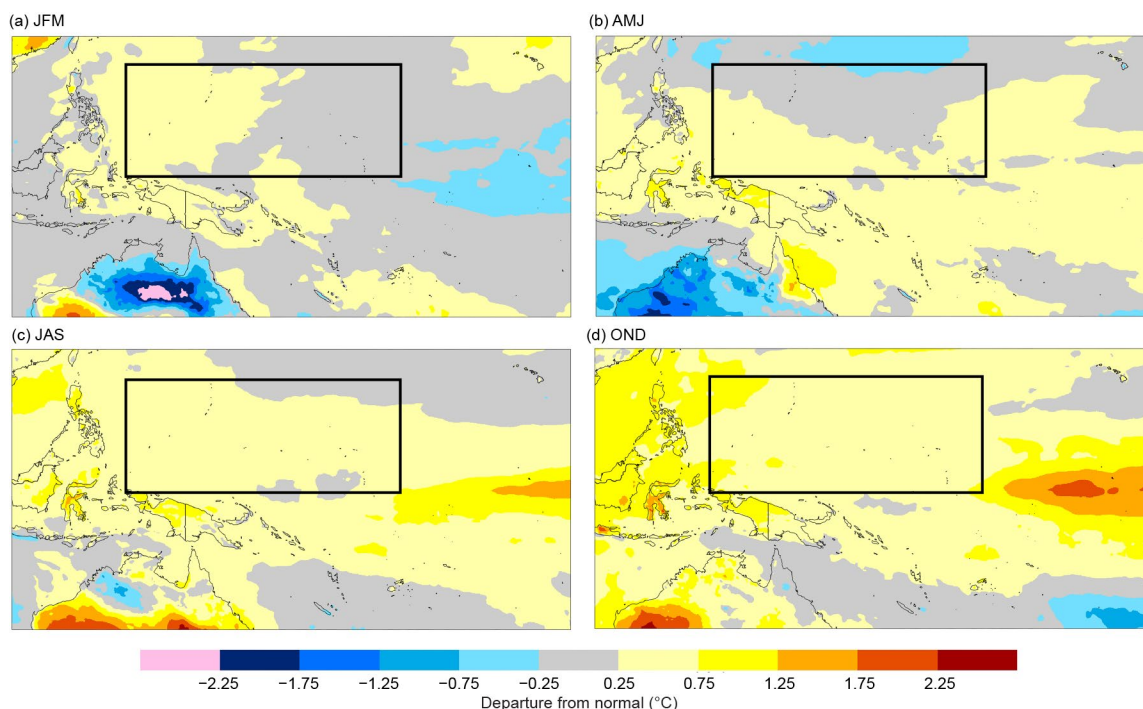 (a) JFM
(b) AMJ
(c) JAS
(d) OND
−2.25 −1.75 −1.25 −0.75 −0.25 0.25 0.75 1.25 1.75 2.25
Departure from normal (°C)